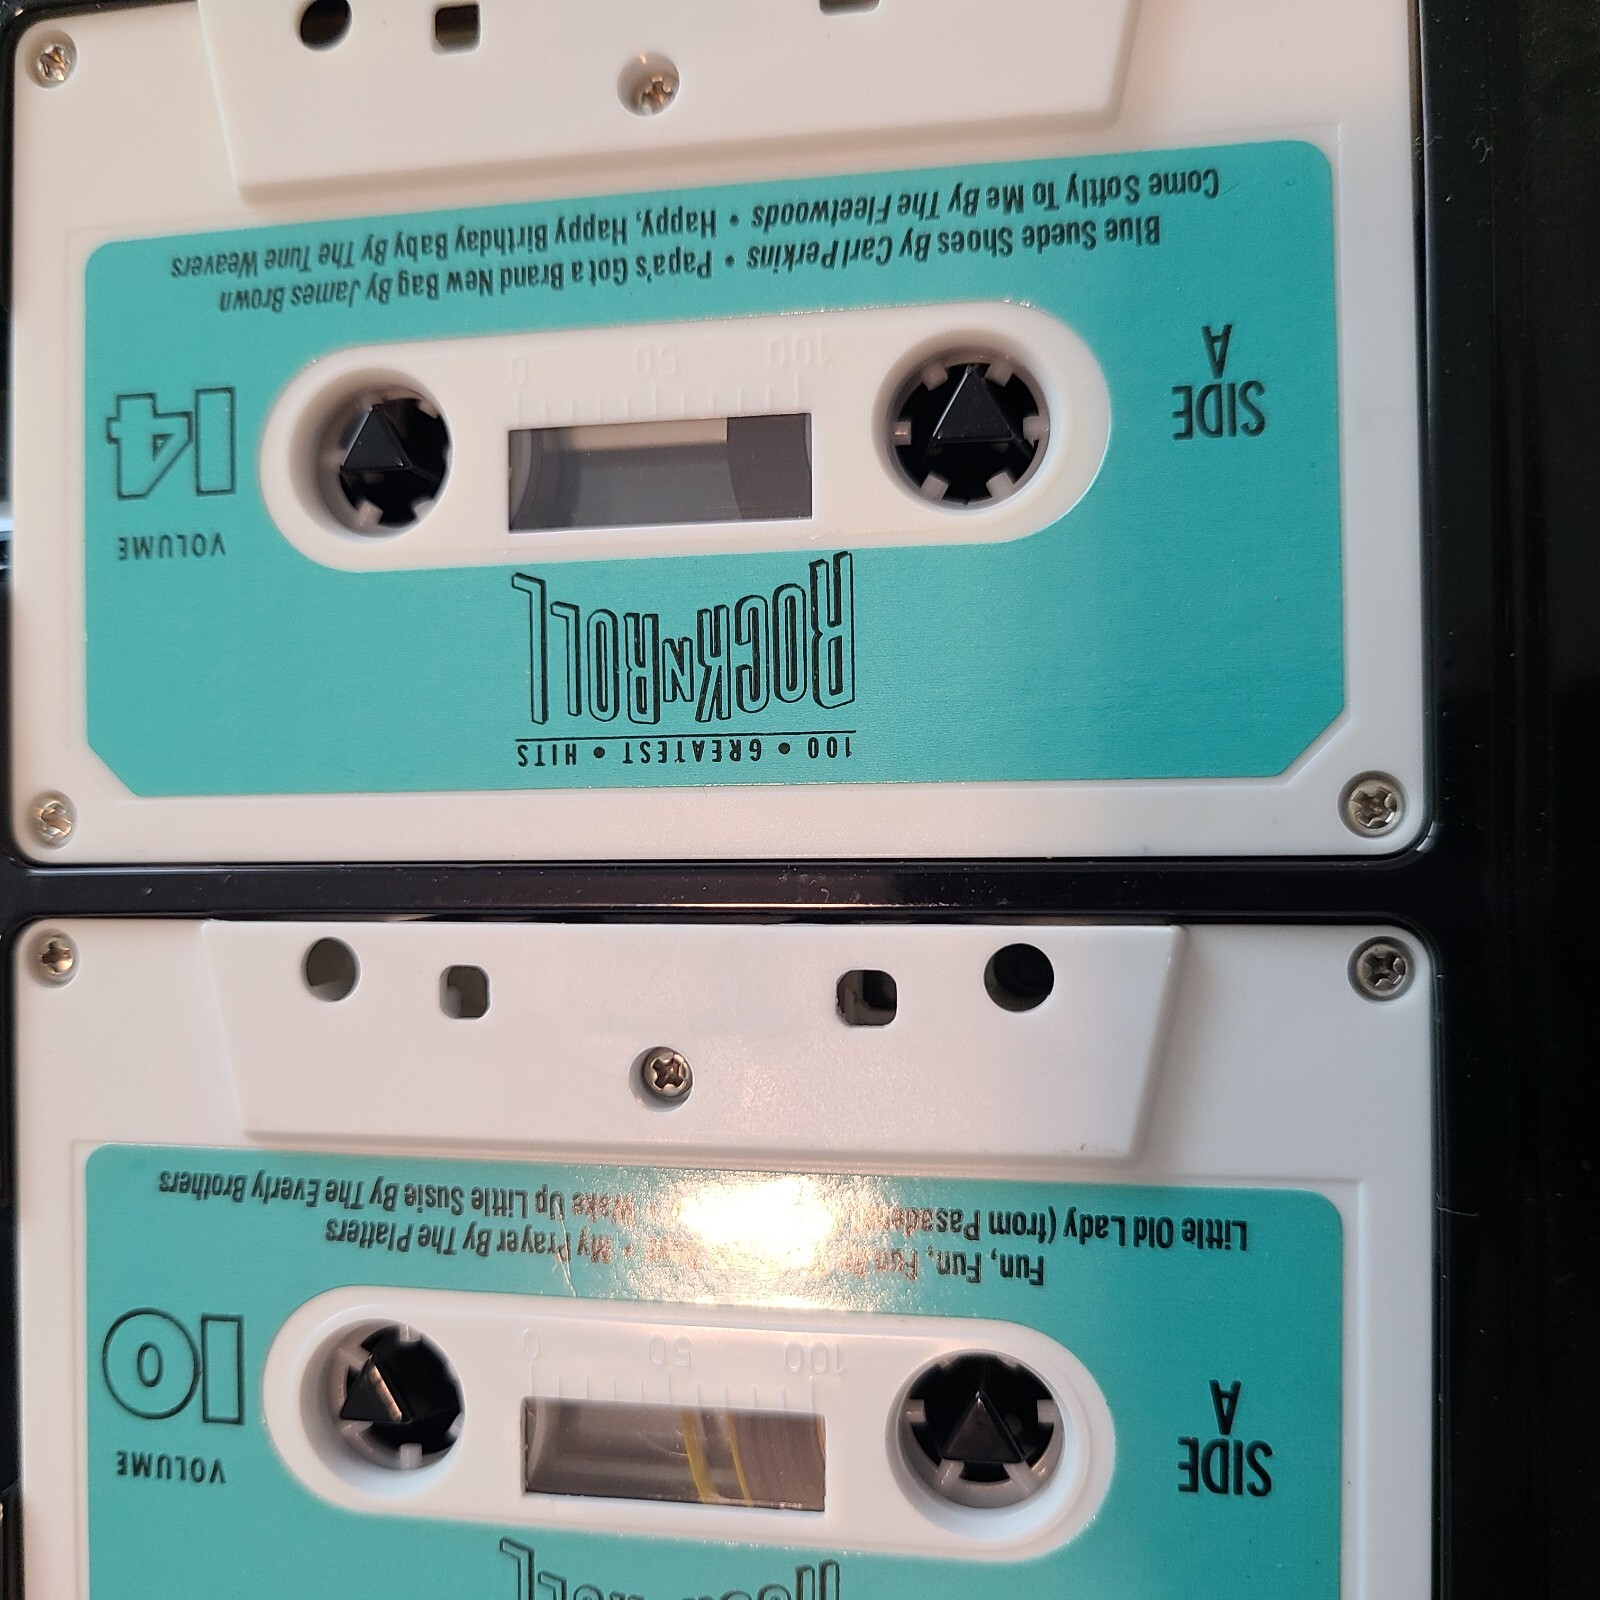 100 • GREATEST • HITS
ROCK N ROLL
VOLUME
14
SIDE
A
0 50 100
Blue Suede Shoes By Carl Perkins • Papa's Got a Brand New Bag By James Brown
Come Softly To Me By The Fleetwoods • Happy, Happy Birthday Baby By The Tune Weavers
VOLUME
10
SIDE
A
0 50 100
Fun, Fun, Fun • My Prayer By The Platters
Little Old Lady (from Pasadena) Wake Up Little Susie By The Everly Brothers